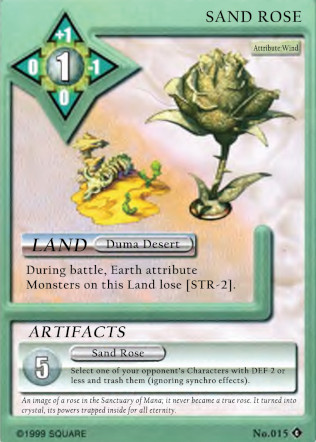 SAND ROSE
Attribute:Wind
+1
0 1 -1
0
LAND Duma Desert
During battle, Earth attribute
Monsters on this Land lose [STR-2].
ARTIFACTS
5
Sand Rose
Select one of your opponent's Characters with DEF 2 or
less and trash them (ignoring synchro effects).
An image of a rose in the Sanctuary of Mana; it never became a true rose. It turned into
crystal, its powers trapped inside for all eternity.
©1999 SQUARE No.015